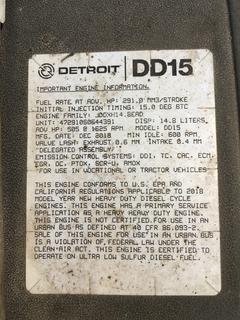 DETROIT DD15
IMPORTANT ENGINE INFORMATION
FUEL RATE AT ADV. HP: 291.0 MM3/STROKE
INITIAL INJECTION TIMING: 15.0 DEG BTC
ENGINE FAMILY: JDDXH14.8EAD
UNIT: 472910S0644391 DISP: 14.8 LITERS
ADV HP 505 @ 1625 RPM MODEL: DD15
MFG. DATE: DEC 2018 MIN IDLE: 600 RPM
VALVE LASH: EXHAUST 0.6 MM INTAKE 0.4 MM
"DELEGATED ASSEMBLY"
EMISSION CONTROL SYSTEMS: DDI, TC, CAC, ECM,
EGR, OC, PTOX, SCR-U, AMOX
FOR USE IN VOCATIONAL OR TRACTOR VEHICLES
THIS ENGINE CONFORMS TO U.S. EPA AND
CALIFORNIA REGULATIONS APPLICABLE TO 2018
MODEL YEAR NEW HEAVY DUTY DIESEL CYCLE
ENGINES. THIS ENGINE HAS A PRIMARY SERVICE
APPLICATION AS A HEAVY HEAVY DUTY ENGINE.
THIS ENGINE IS NOT CERTIFIED FOR USE IN AN
URBAN BUS AS DEFINED AT 40 CFR 86.093-2.
SALE OF THIS ENGINE FOR USE IN AN URBAN BUS
IS A VIOLATION OF FEDERAL LAW UNDER THE
CLEAN AIR ACT. THIS ENGINE IS CERTIFIED TO
OPERATE ON ULTRA LOW SULFUR DIESEL FUEL.